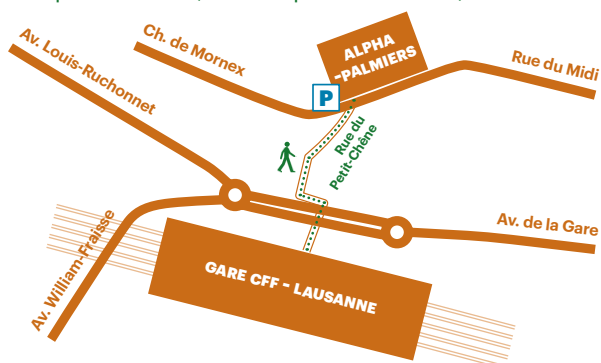 Av. Louis-Ruchonnet
Ch. de Mornex
ALPHA
-PALMIERS
Rue du Midi
P
Rue du
Petit-Chêne
Av. de la Gare
Av. William-Fraisse
GARE CFF - LAUSANNE